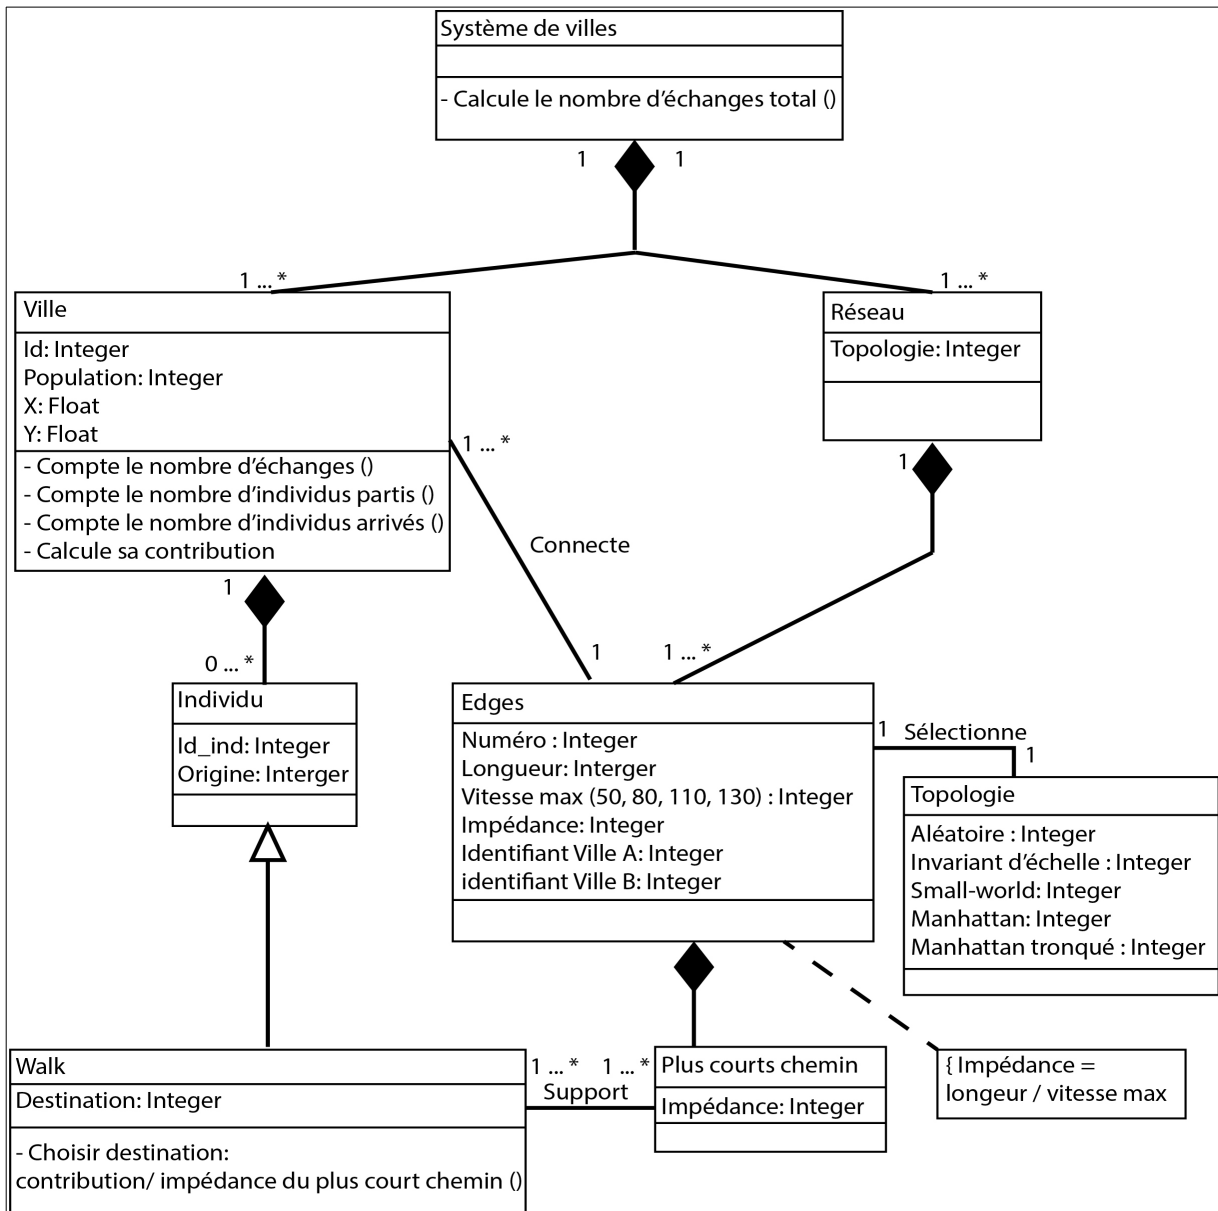 Système de villes
- Calcule le nombre d’échanges total ()
1
1
1 ... *
1 ... *
Ville
Id: Integer
Population: Integer
X: Float
Y: Float
- Compte le nombre d’échanges ()
- Compte le nombre d’individus partis ()
- Compte le nombre d’individus arrivés ()
- Calcule sa contribution
Réseau
Topologie: Integer
1 ... *
Connecte
1
1
1 ... *
1
0 ... *
Individu
Id_ind: Integer
Origine: Interger
Edges
Numéro : Integer
Longueur: Interger
Vitesse max (50, 80, 110, 130) : Integer
Impédance: Integer
Identifiant Ville A: Integer
identifiant Ville B: Integer
1
Sélectionne
1
Topologie
Aléatoire : Integer
Invariant d’échelle : Integer
Small-world: Integer
Manhattan: Integer
Manhattan tronqué : Integer
Walk
Destination: Integer
- Choisir destination:
contribution/ impédance du plus court chemin ()
1 ... *
1 ... *
Support
Plus courts chemin
Impédance: Integer
{ Impédance =
longeur / vitesse max